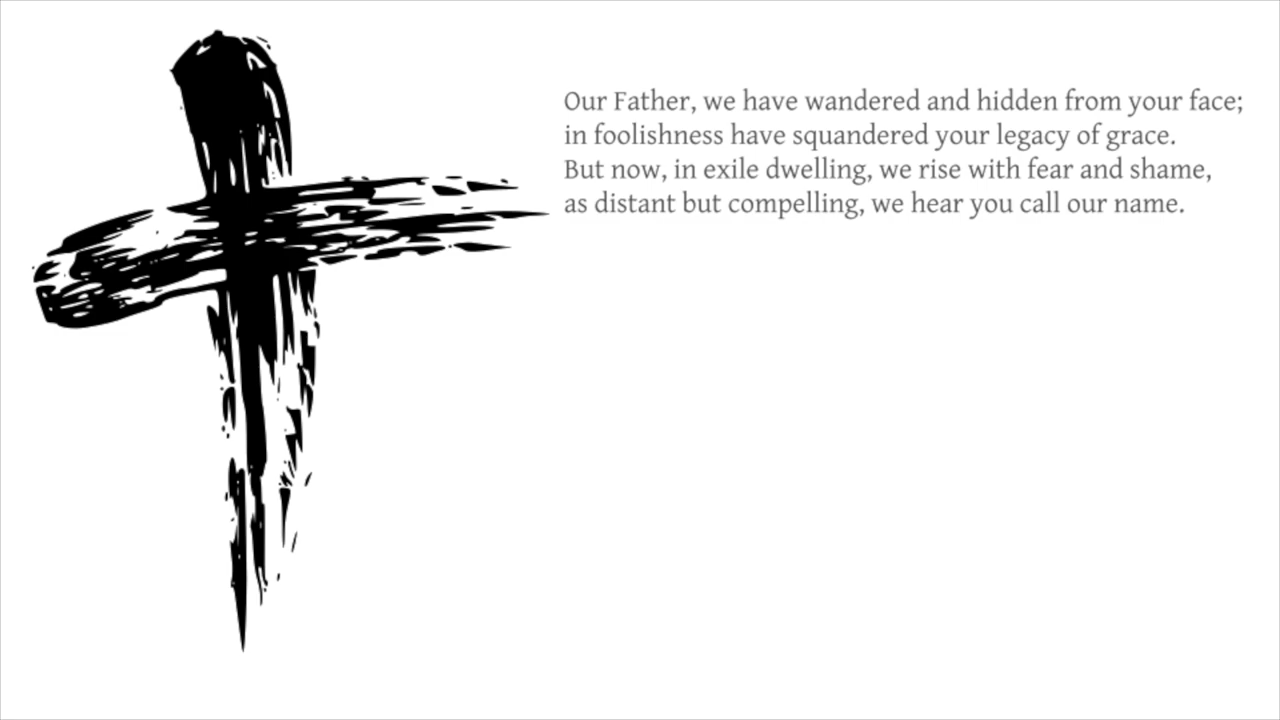 Our Father, we have wandered and hidden from your face;
in foolishness have squandered your legacy of grace.
But now, in exile dwelling, we rise with fear and shame,
as distant but compelling, we hear you call our name.